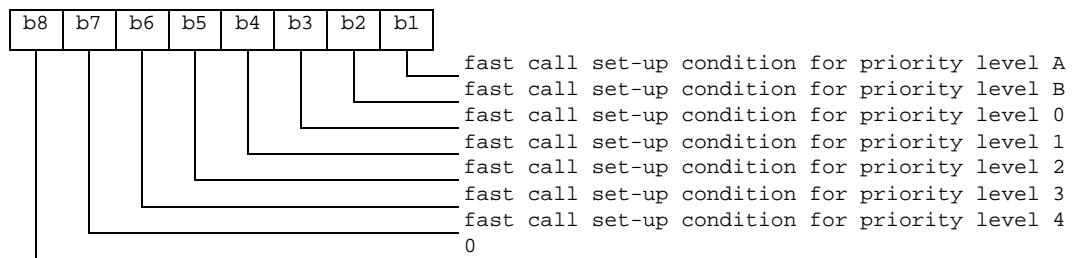 b8 b7 b6 b5 b4 b3 b2 b1
fast call set-up condition for priority level A
fast call set-up condition for priority level B
fast call set-up condition for priority level 0
fast call set-up condition for priority level 1
fast call set-up condition for priority level 2
fast call set-up condition for priority level 3
fast call set-up condition for priority level 4
0